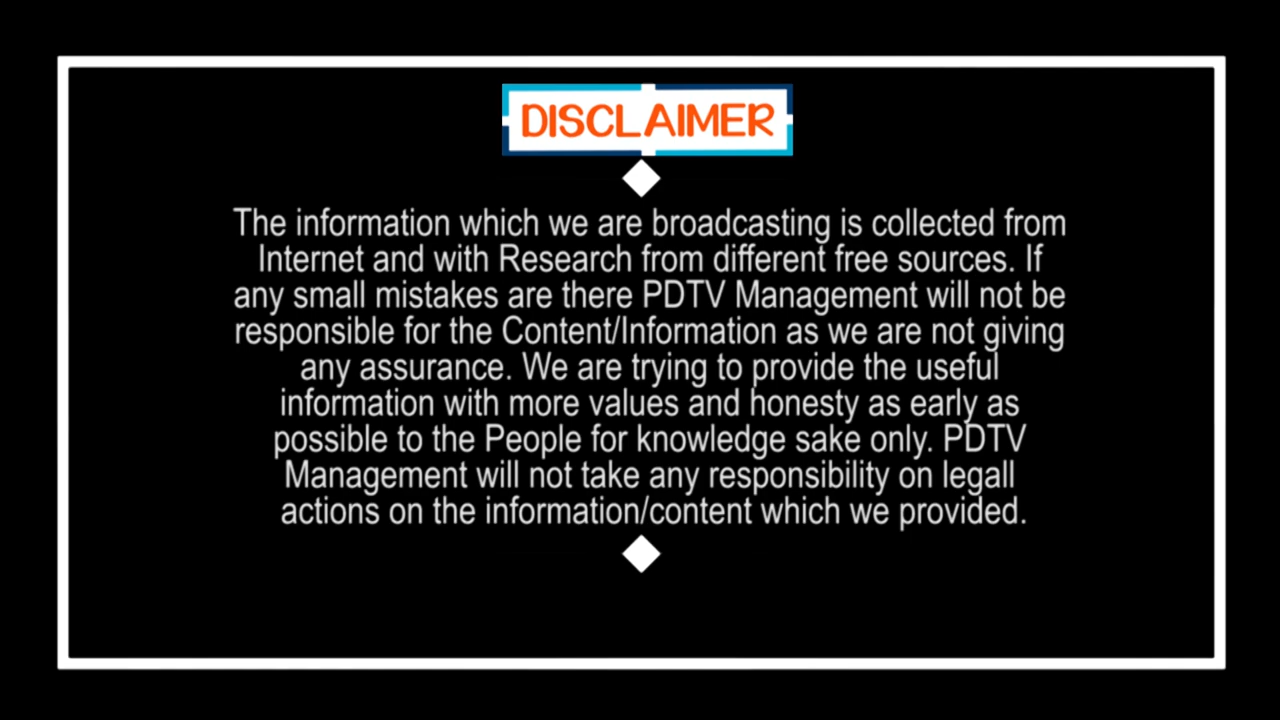 DISCLAIMER
The information which we are broadcasting is collected from
Internet and with Research from different free sources. If
any small mistakes are there PDTV Management will not be
responsible for the Content/Information as we are not giving
any assurance. We are trying to provide the useful
information with more values and honesty as early as
possible to the People for knowledge sake only. PDTV
Management will not take any responsibility on legall
actions on the information/content which we provided.